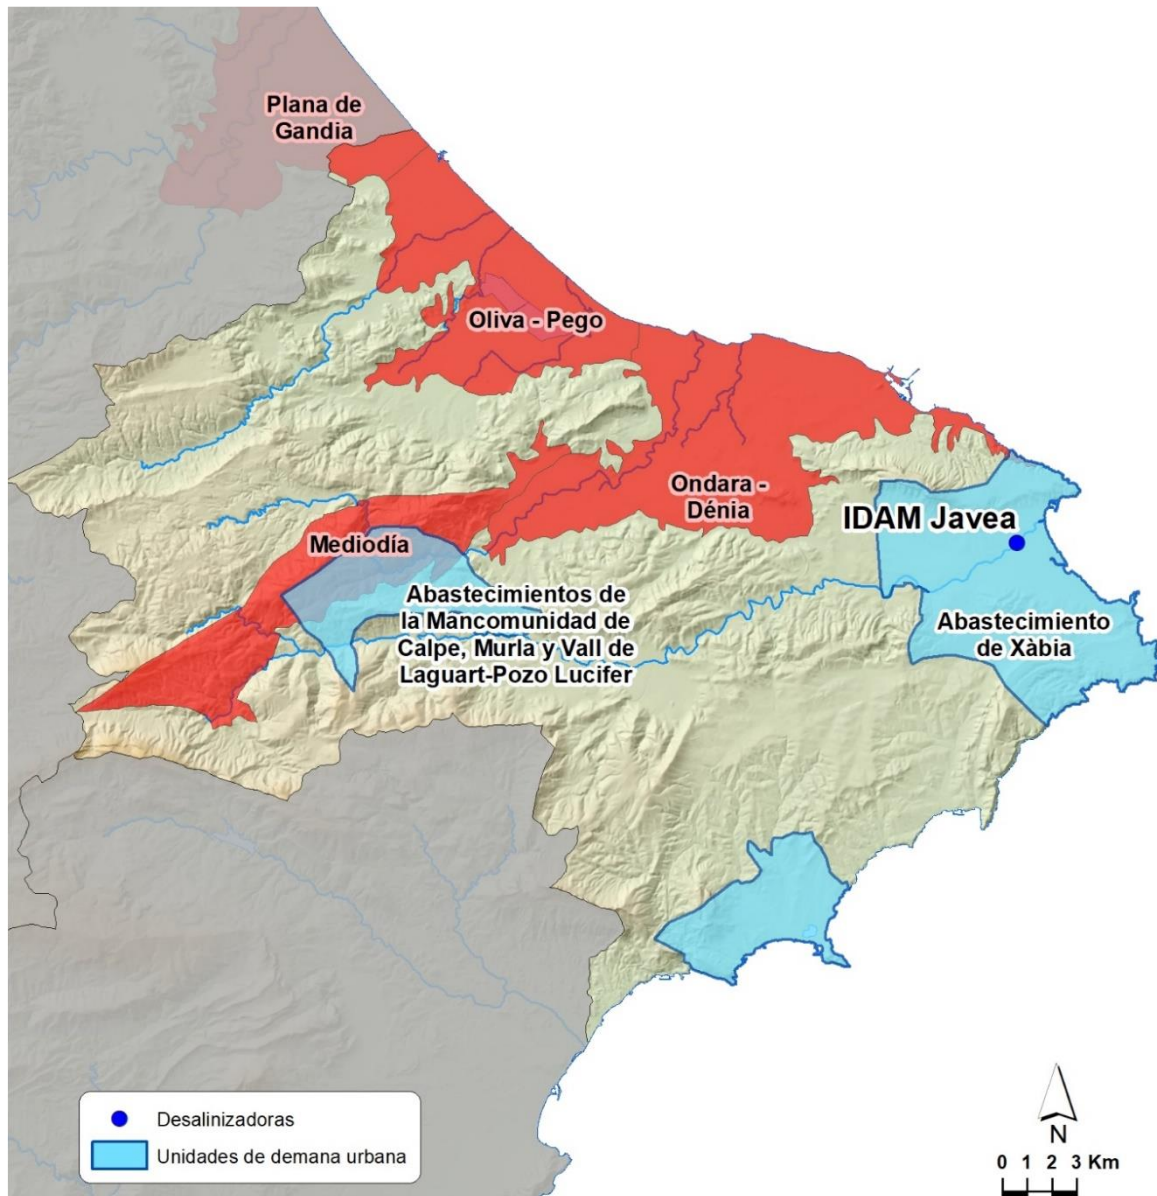 Plana de
Gandia
Oliva - Pego
Ondara -
Dénia
IDAM Javea
Mediodía
Abastecimientos de
la Mancomunidad de
Calpe, Murla y Vall de
Laguart-Pozo Lucifer
Abastecimiento
de Xàbia
Desalinizadoras
Unidades de demana urbana
N
0 1 2 3 Km